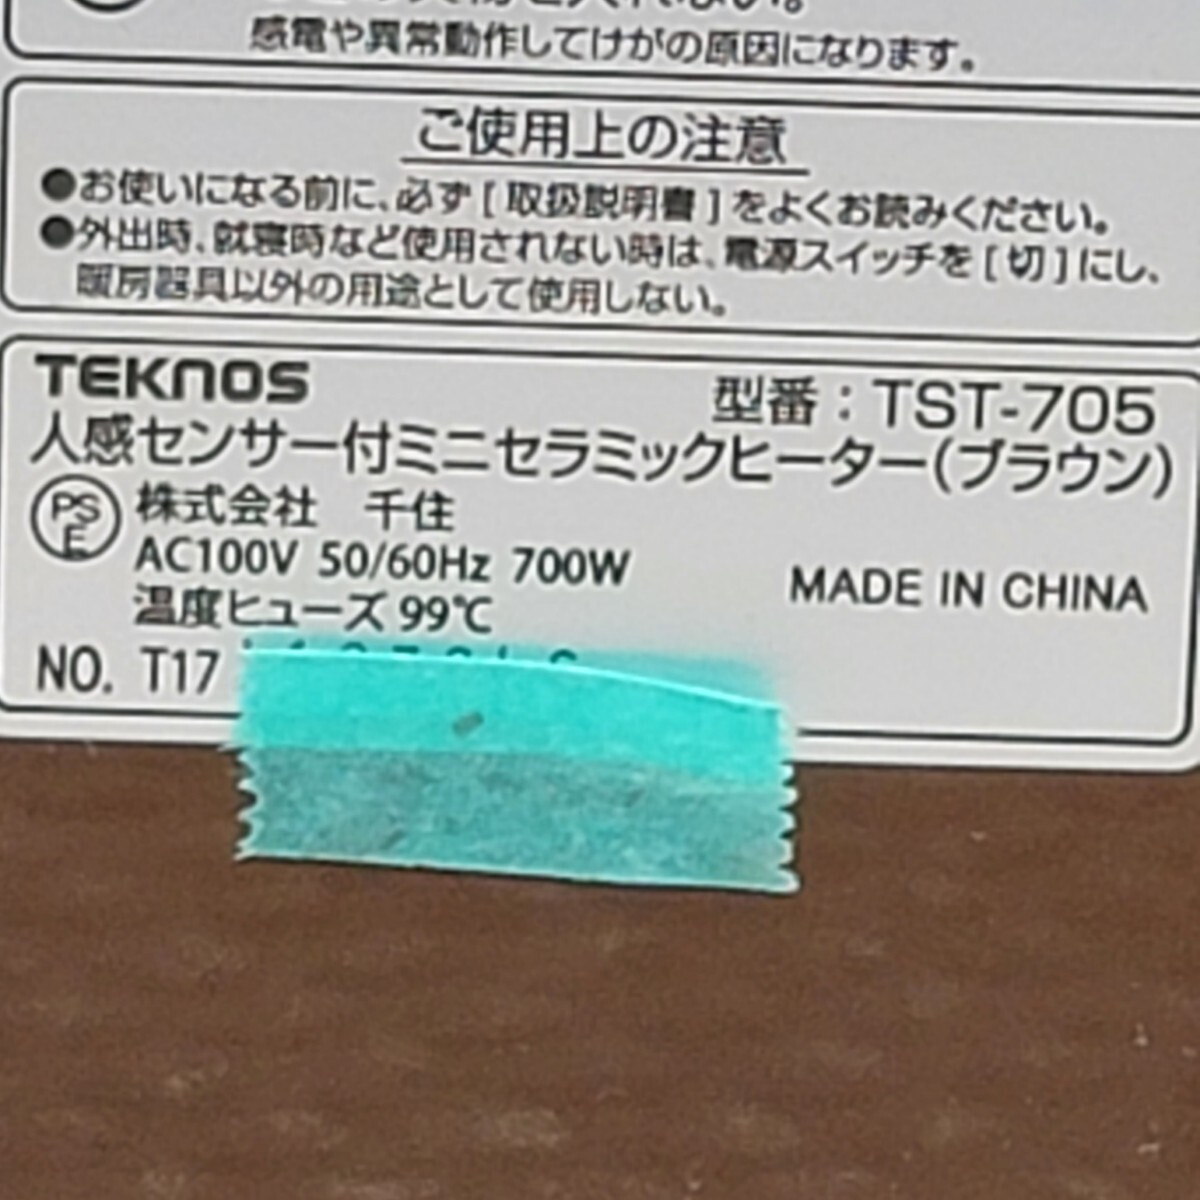 感電や異常動作してけがの原因になります。
ご使用上の注意
●お使いになる前に、必ず[取扱説明書]をよくお読みください。
●外出時、就寝時など使用されない時は、電源スイッチを[切]にし、
暖房器具以外の用途として使用しない。
TEKNOS
型番：TST-705
人感センサー付ミニセラミックヒーター(ブラウン)
PSE
株式会社　千住
AC100V 50/60Hz 700W
温度ヒューズ 99℃
MADE IN CHINA
NO. T17